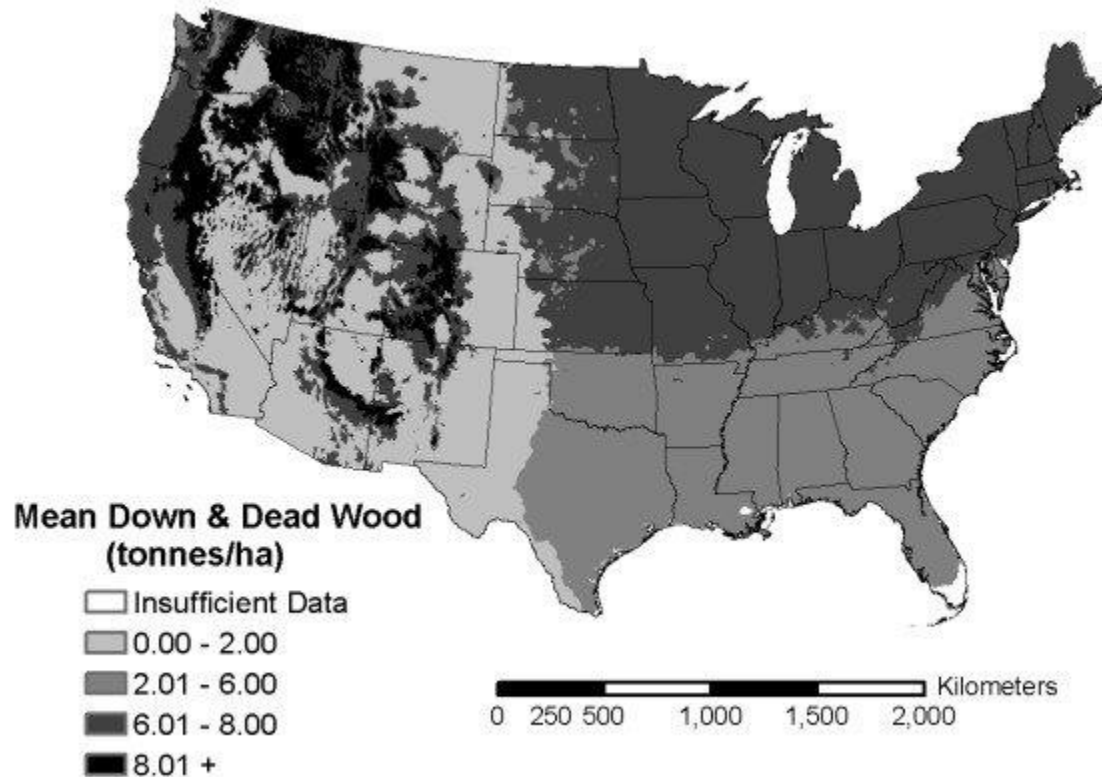 Mean Down & Dead Wood
(tonnes/ha)
Insufficient Data
0.00 - 2.00
2.01 - 6.00
6.01 - 8.00
8.01 +
Kilometers
0 250 500 1,000 1,500 2,000